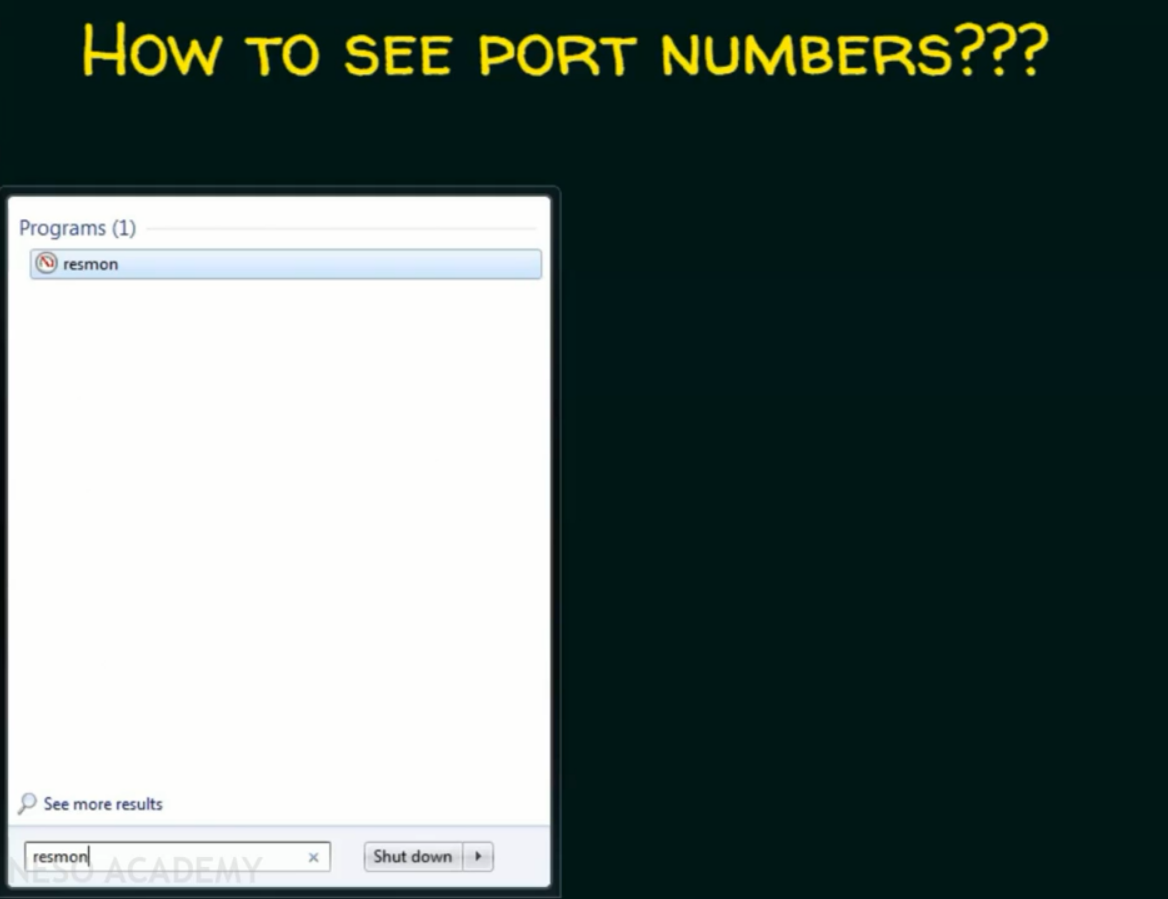 HOW TO SEE PORT NUMBERS???
Programs (1)
resmon
See more results
resmon
Shut down
NESO ACADEMY